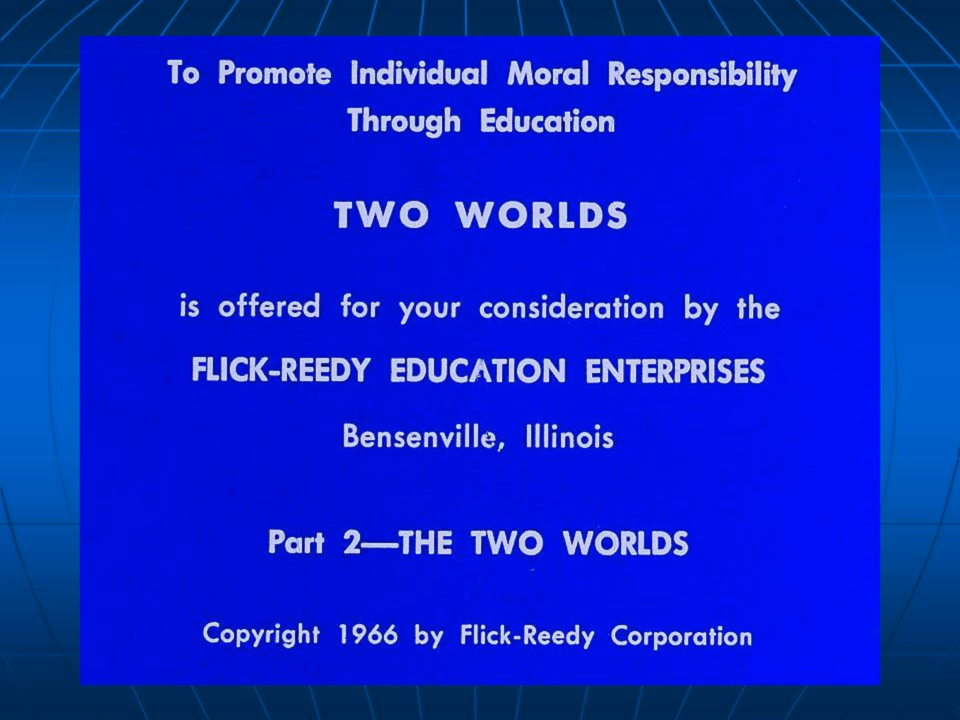 To Promote Individual Moral Responsibility
Through Education
TWO WORLDS
is offered for your consideration by the
FLICK-REEDY EDUCATION ENTERPRISES
Bensenville, Illinois
Part 2—THE TWO WORLDS
Copyright 1966 by Flick-Reedy Corporation